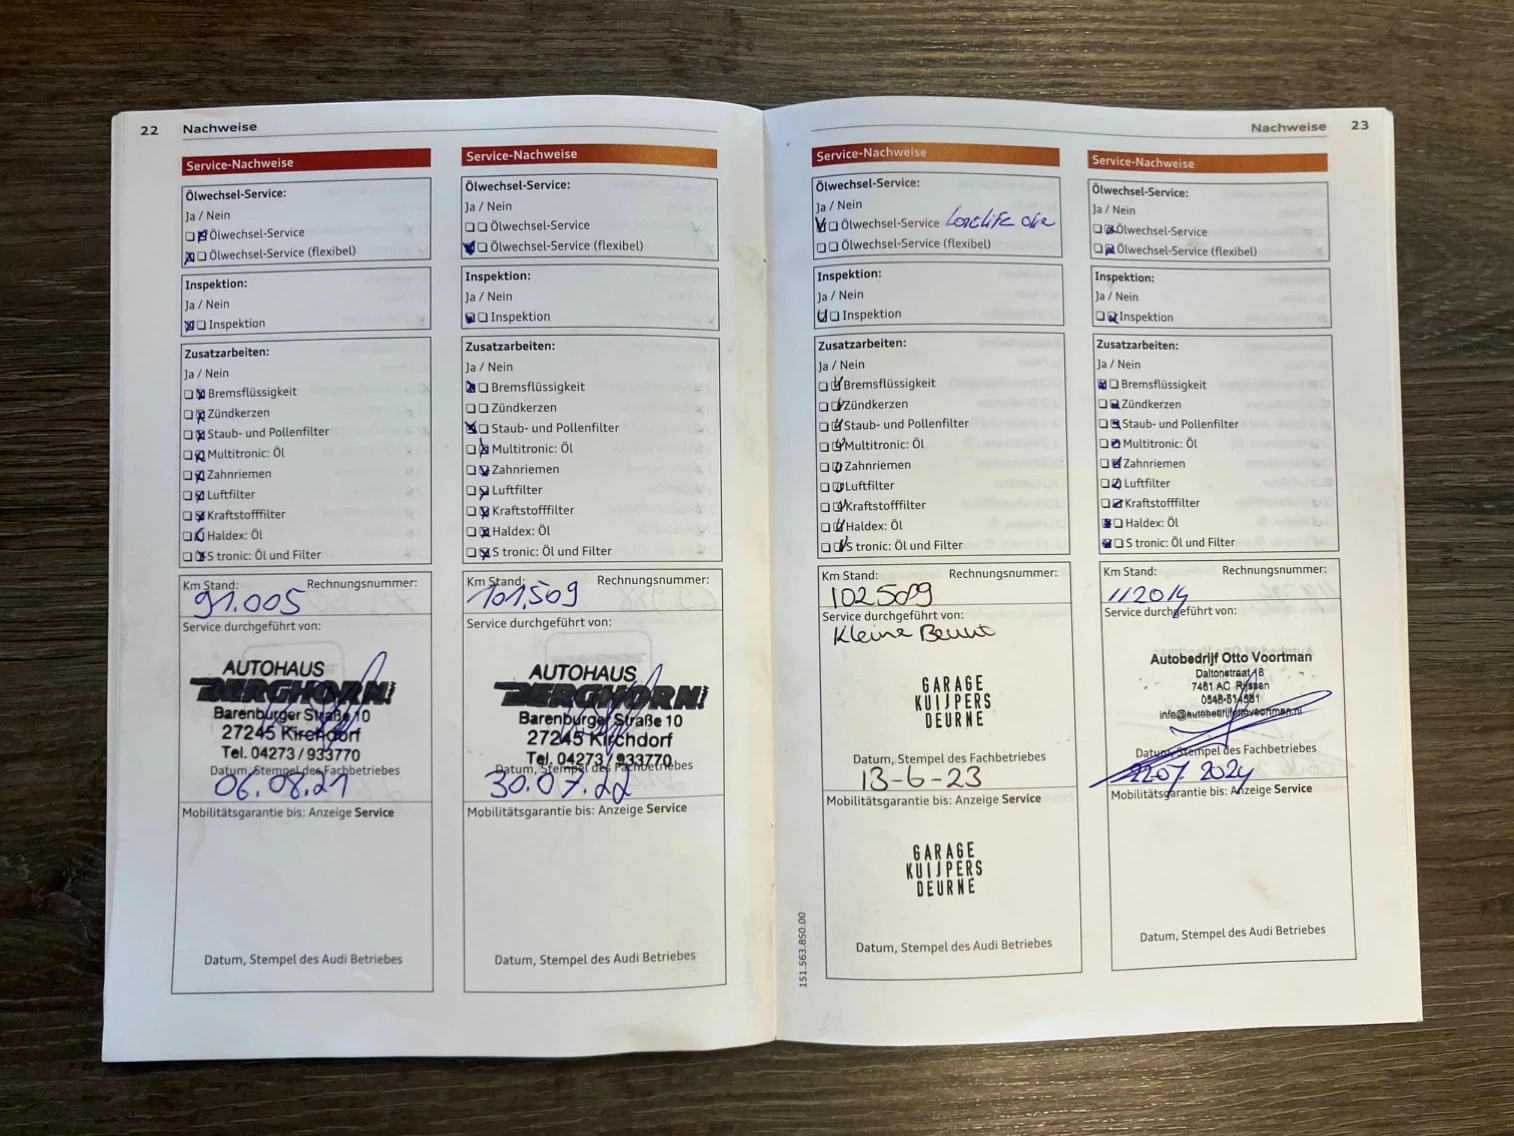 22 Nachweise
Service-Nachweise
Ölwechsel-Service:
Ja / Nein
Ölwechsel-Service
Ölwechsel-Service (flexibel)
Inspektion:
Ja / Nein
Inspektion
Zusatzarbeiten:
Ja / Nein
Bremsflüssigkeit
Zündkerzen
Staub- und Pollenfilter
Multitronic: Öl
Zahnriemen
Luftfilter
Kraftstofffilter
Haldex: Öl
S tronic: Öl und Filter
Km Stand: Rechnungsnummer:
91.005
Service durchgeführt von:
AUTOHAUS
BERGHORN
Barenburger Straße 10
27245 Kirchdorf
Tel. 04273/933770
Datum, Stempel des Fachbetriebes
06.08.21
Mobilitätsgarantie bis: Anzeige Service
Datum, Stempel des Audi Betriebes
Service-Nachweise
Ölwechsel-Service:
Ja / Nein
Ölwechsel-Service
Ölwechsel-Service (flexibel)
Inspektion:
Ja / Nein
Inspektion
Zusatzarbeiten:
Ja / Nein
Bremsflüssigkeit
Zündkerzen
Staub- und Pollenfilter
Multitronic: Öl
Zahnriemen
Luftfilter
Kraftstofffilter
Haldex: Öl
S tronic: Öl und Filter
Km Stand: Rechnungsnummer:
101.509
Service durchgeführt von:
AUTOHAUS
BERGHORN
Barenburger Straße 10
27245 Kirchdorf
Tel. 04273/933770
Datum, Stempel des Fachbetriebes
30.07.22
Mobilitätsgarantie bis: Anzeige Service
Datum, Stempel des Audi Betriebes
Nachweise 23
Service-Nachweise
Ölwechsel-Service:
Ja / Nein
Ölwechsel-Service
Ölwechsel-Service (flexibel)
Inspektion:
Ja / Nein
Inspektion
Zusatzarbeiten:
Ja / Nein
Bremsflüssigkeit
Zündkerzen
Staub- und Pollenfilter
Multitronic: Öl
Zahnriemen
Luftfilter
Kraftstofffilter
Haldex: Öl
S tronic: Öl und Filter
Km Stand: Rechnungsnummer:
102509
Service durchgeführt von:
Kleine Beurt
GARAGE
KUIJPERS
DEURNE
Datum, Stempel des Fachbetriebes
13-6-23
Mobilitätsgarantie bis: Anzeige Service
GARAGE
KUIJPERS
DEURNE
Datum, Stempel des Audi Betriebes
151.563.850.00
Service-Nachweise
Ölwechsel-Service:
Ja / Nein
Ölwechsel-Service
Ölwechsel-Service (flexibel)
Inspektion:
Ja / Nein
Inspektion
Zusatzarbeiten:
Ja / Nein
Bremsflüssigkeit
Zündkerzen
Staub- und Pollenfilter
Multitronic: Öl
Zahnriemen
Luftfilter
Kraftstofffilter
Haldex: Öl
S tronic: Öl und Filter
Km Stand: Rechnungsnummer:
112014
Service durchgeführt von:
Autobedrijf Otto Voortman
Daltonstraat 18
7461 AC Rijssen
info@autobedrijfottovoortman.nl
Datum, Stempel des Fachbetriebes
22.07.2024
Mobilitätsgarantie bis: Anzeige Service
Datum, Stempel des Audi Betriebes